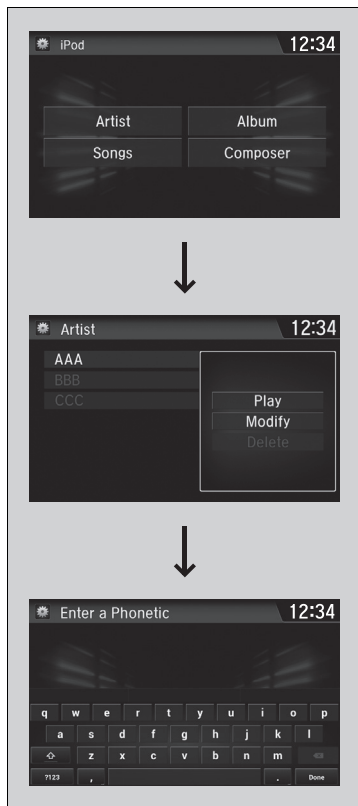 iPod 12:34
Artist Album
Songs Composer
Artist 12:34
AAA
BBB
CCC
Play
Modify
Delete
Enter a Phonetic 12:34
q w e r t y u i o p
a s d f g h j k l
z x c v b n m
?123 , . Done